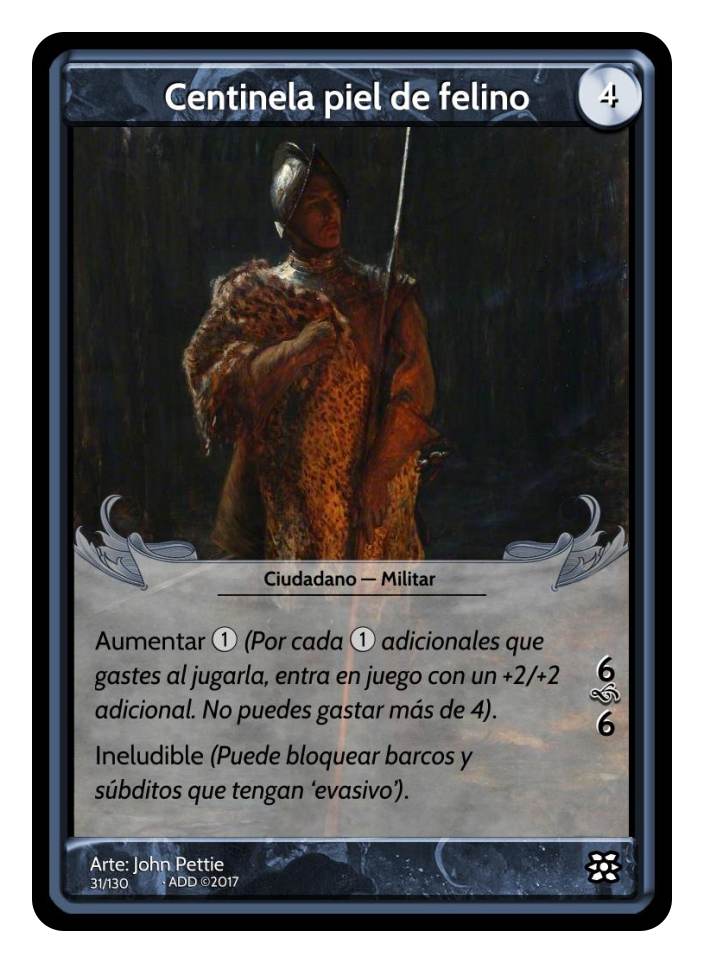 Centinela piel de felino
4
Ciudadano — Militar
Aumentar ① (Por cada ① adicionales que
gastes al jugarla, entra en juego con un +2/+2
adicional. No puedes gastar más de 4).
Ineludible (Puede bloquear barcos y
súbditos que tengan ‘evasivo’).
6
6
Arte: John Pettie
31/130 · ADD ©2017